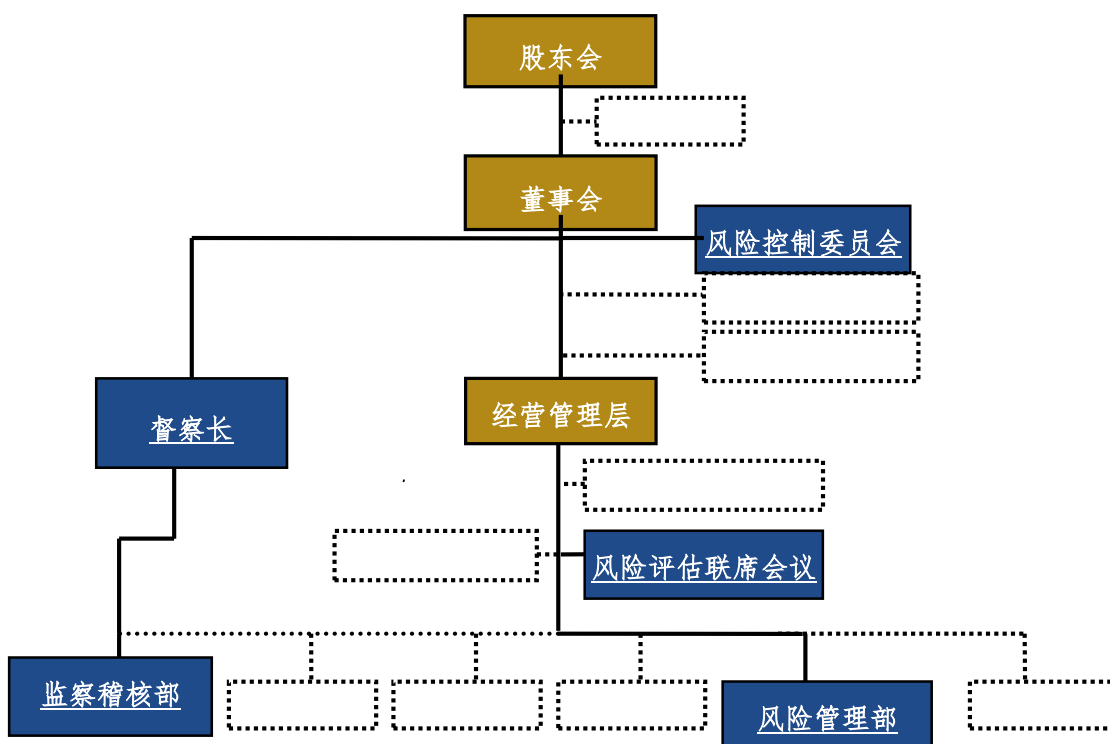 股东会
董事会
风险控制委员会
督察长
经营管理层
风险评估联席会议
监察稽核部
风险管理部